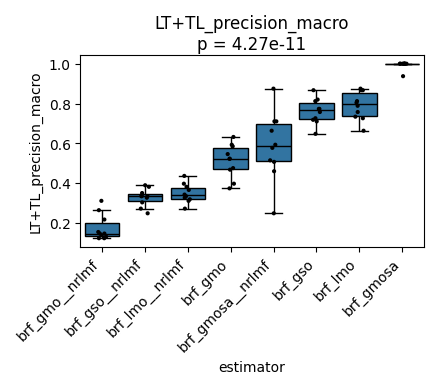 LT+TL_precision_macro
p = 4.27e-11
LT+TL_precision_macro
1.0
0.8
0.6
0.4
0.2
brf_gmo__nrlmf
brf_gso__nrlmf
brf_lmo__nrlmf
brf_gmo
brf_gmosa__nrlmf
brf_gso
brf_lmo
brf_gmosa
estimator